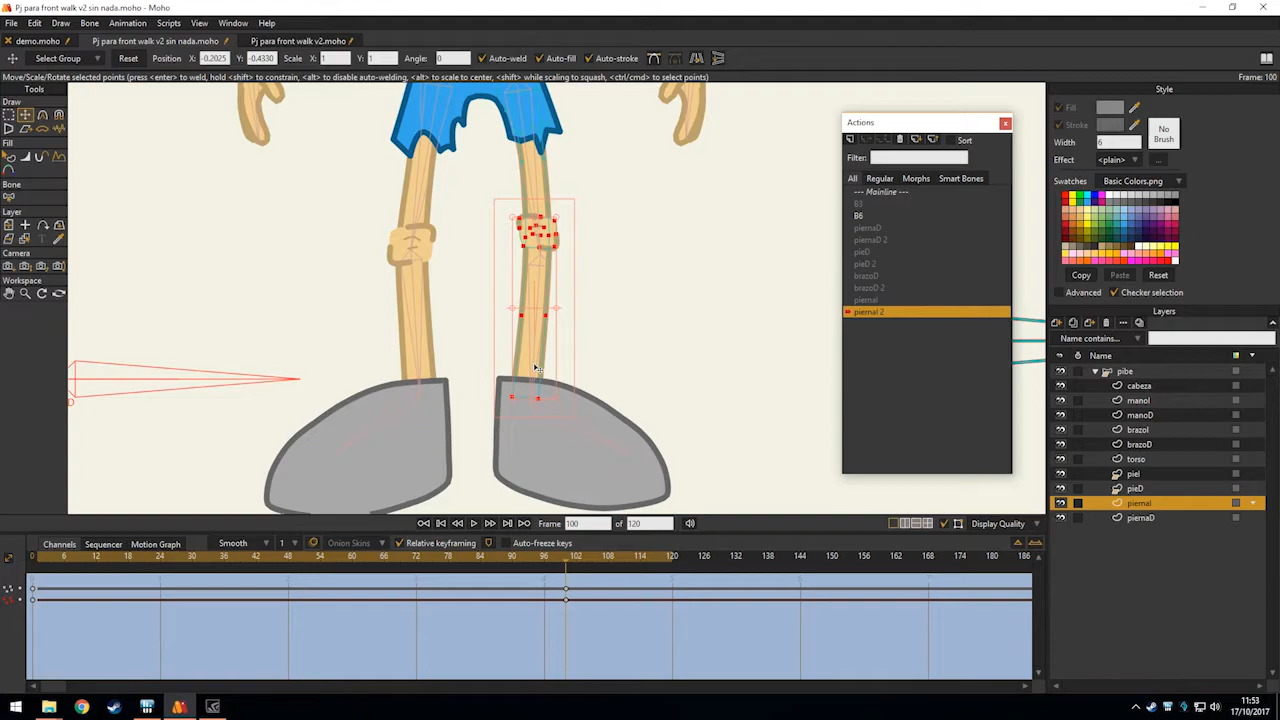 Pj para front walk v2 sin nada.moho - Moho
File Edit Draw Bone Animation Scripts View Window Help
demo.moho Pj para front walk v2 sin nada.moho Pj para front walk v2.moho
Select Group Reset Position X: -0.2025 Y: -0.4330 Scale X: 1 Y: 1 Angle: 0 Auto-weld Auto-fill Auto-stroke
Move/Scale/Rotate selected points (press <enter> to weld, hold <shift> to constrain, <alt> to disable auto-welding, <alt> to scale to center, <shift> while scaling to squash, <ctrl/cmd> to select points)
Frame: 100
Tools
Draw
Fill
Bone
Layer
Camera
Workspace
D
Actions
Sort
Filter:
All Regular Morphs Smart Bones
--- Mainline ---
B3
B6
piernaD
piernaD 2
pieD
pieD 2
brazoD
brazoD 2
piernaI
piernaI 2
Style
Fill
Stroke
No Brush
Width 6
Effect <plain> ...
Swatches Basic Colors.png
Copy Paste Reset
Advanced Checker selection
Layers
Name contains...
Name
pibe
cabeza
manoI
manoD
brazoI
brazoD
torso
pieI
pieD
piernaI
piernaD
Frame 100 of 120 Display Quality
Channels Sequencer Motion Graph Smooth 1 Onion Skins Relative keyframing Auto-freeze keys
0 6 12 18 24 30 36 42 48 54 60 66 72 78 84 90 96 102 108 114 120 126 132 138 144 150 156 162 168 174 180 186
11:53
17/10/2017